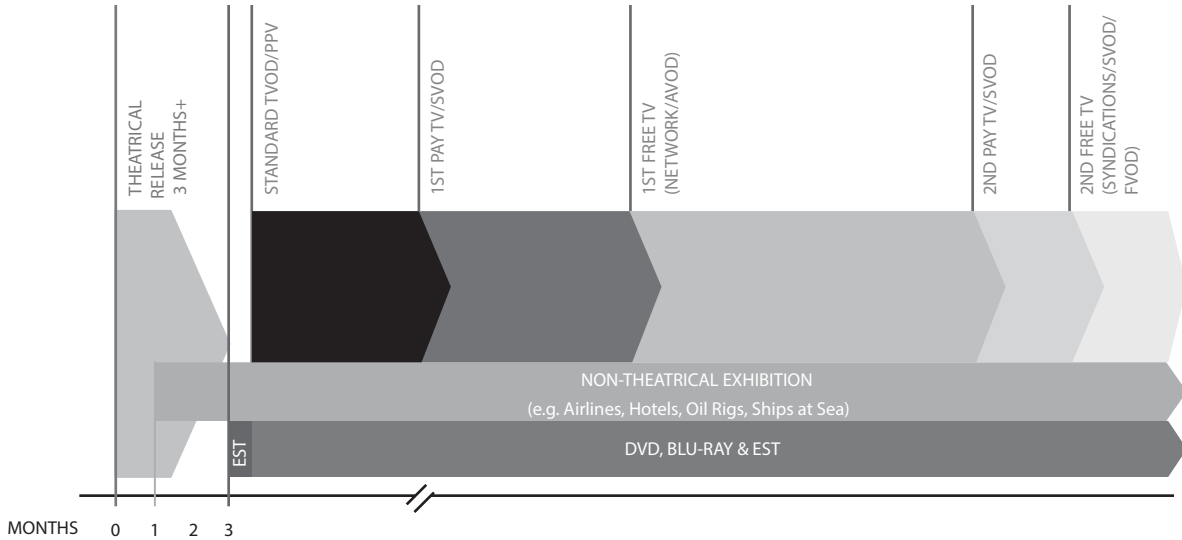 THEATRICAL
RELEASE
3 MONTHS+
STANDARD TVOD/PPV
1ST PAY TV/SVOD
1ST FREE TV
(NETWORK/AVOD)
2ND PAY TV/SVOD
2ND FREE TV
(SYNDICATIONS/SVOD/
FVOD)
NON-THEATRICAL EXHIBITION
(e.g. Airlines, Hotels, Oil Rigs, Ships at Sea)
EST
DVD, BLU-RAY & EST
MONTHS 0 1 2 3